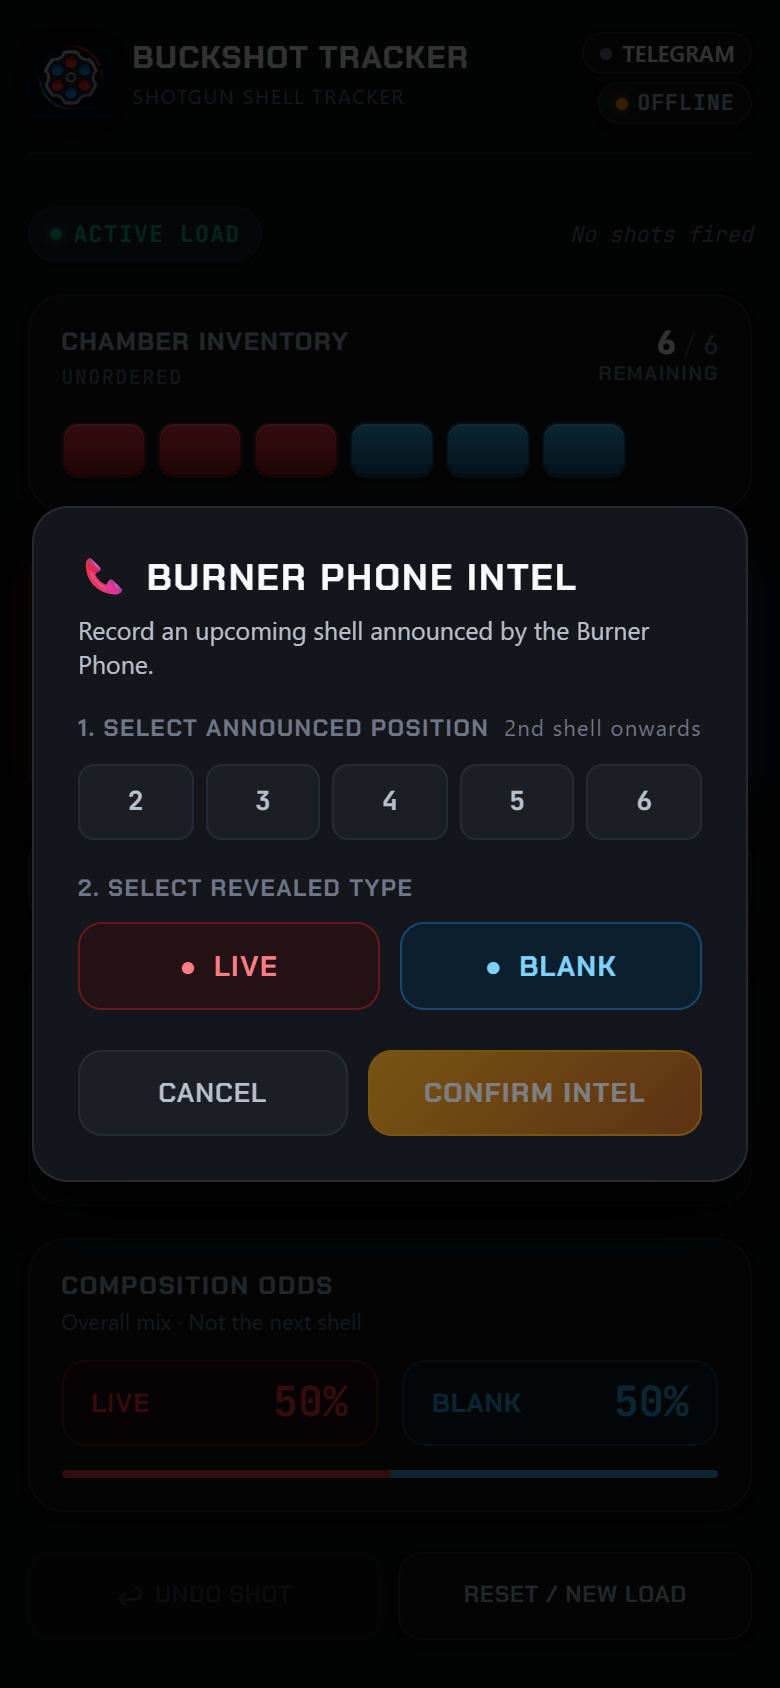 BUCKSHOT TRACKER
SHOTGUN SHELL TRACKER
TELEGRAM
OFFLINE
ACTIVE LOAD
No shots fired
CHAMBER INVENTORY
UNORDERED
6 / 6
REMAINING
BURNER PHONE INTEL
Record an upcoming shell announced by the Burner
Phone.
1. SELECT ANNOUNCED POSITION 2nd shell onwards
2 3 4 5 6
2. SELECT REVEALED TYPE
LIVE BLANK
CANCEL CONFIRM INTEL
COMPOSITION ODDS
Overall mix · Not the next shell
LIVE 50% BLANK 50%
UNDO SHOT RESET / NEW LOAD